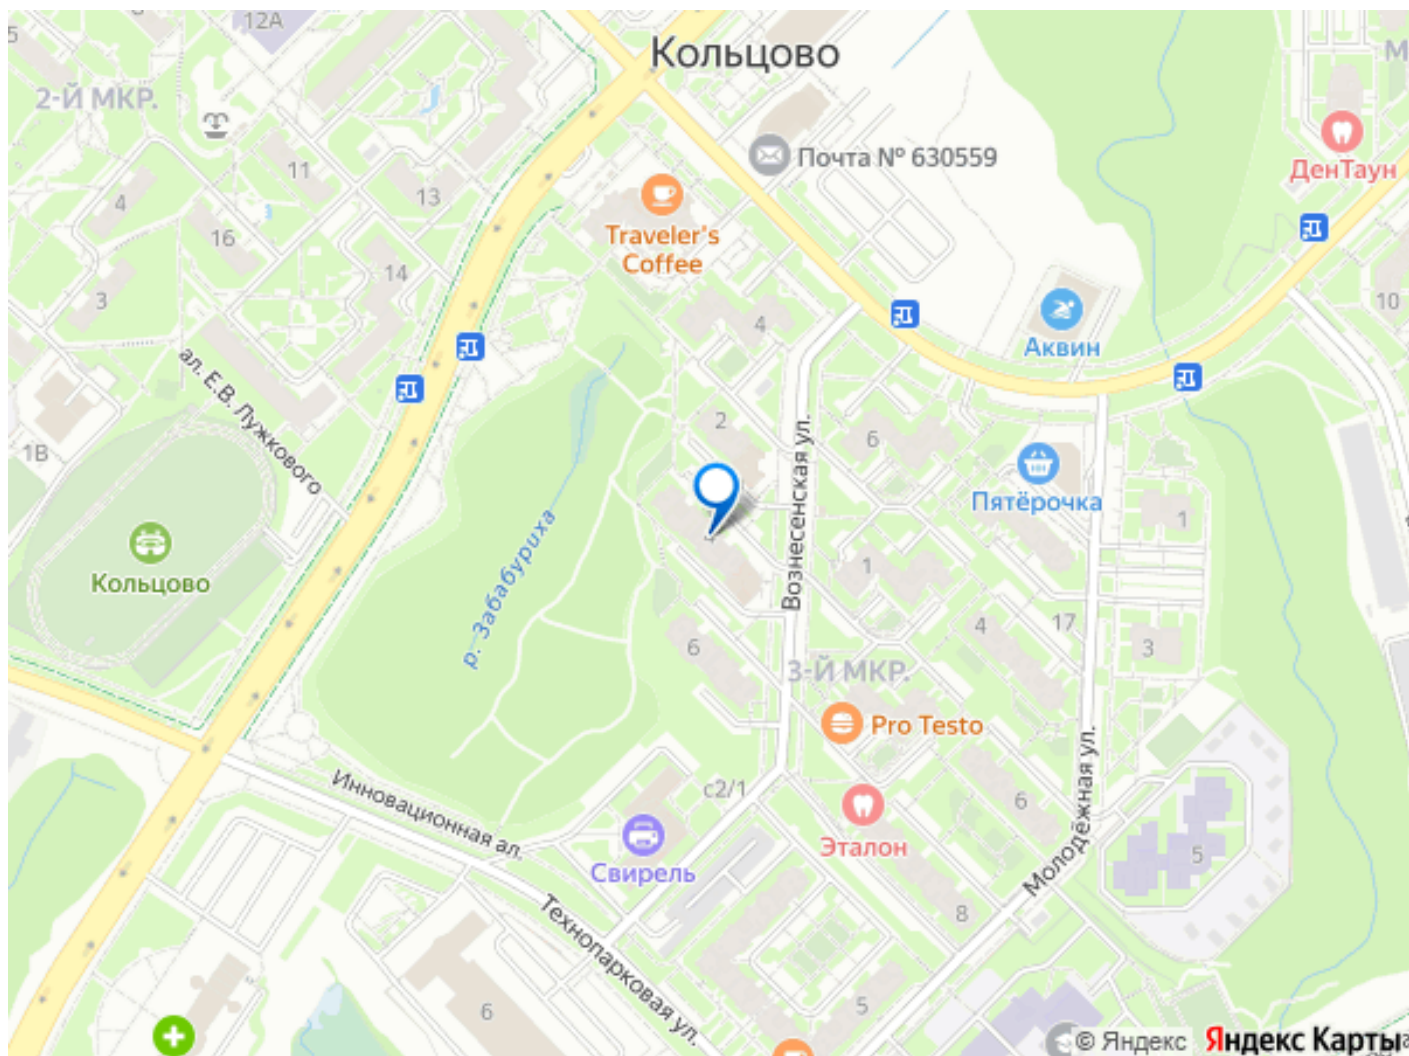 12А
Кольцово
5
2-Й МКР.
Почта № 630559
11
ДенТаун
13
4
Traveler's
Coffee
16
14
3
10
4
Аквин
ал. Е.В. Лужкового
2
6
1В
Вознесенская ул.
Пятёрочка
1
р. Забабуриха
Кольцово
1
4
17
6
3
3-Й МКР.
Pro Testo
Молодёжная ул.
Инновационная ал.
с2/1
6
Эталон
5
Свирель
8
Технопарковая ул.
6
5
© Яндекс Яндекс Карты